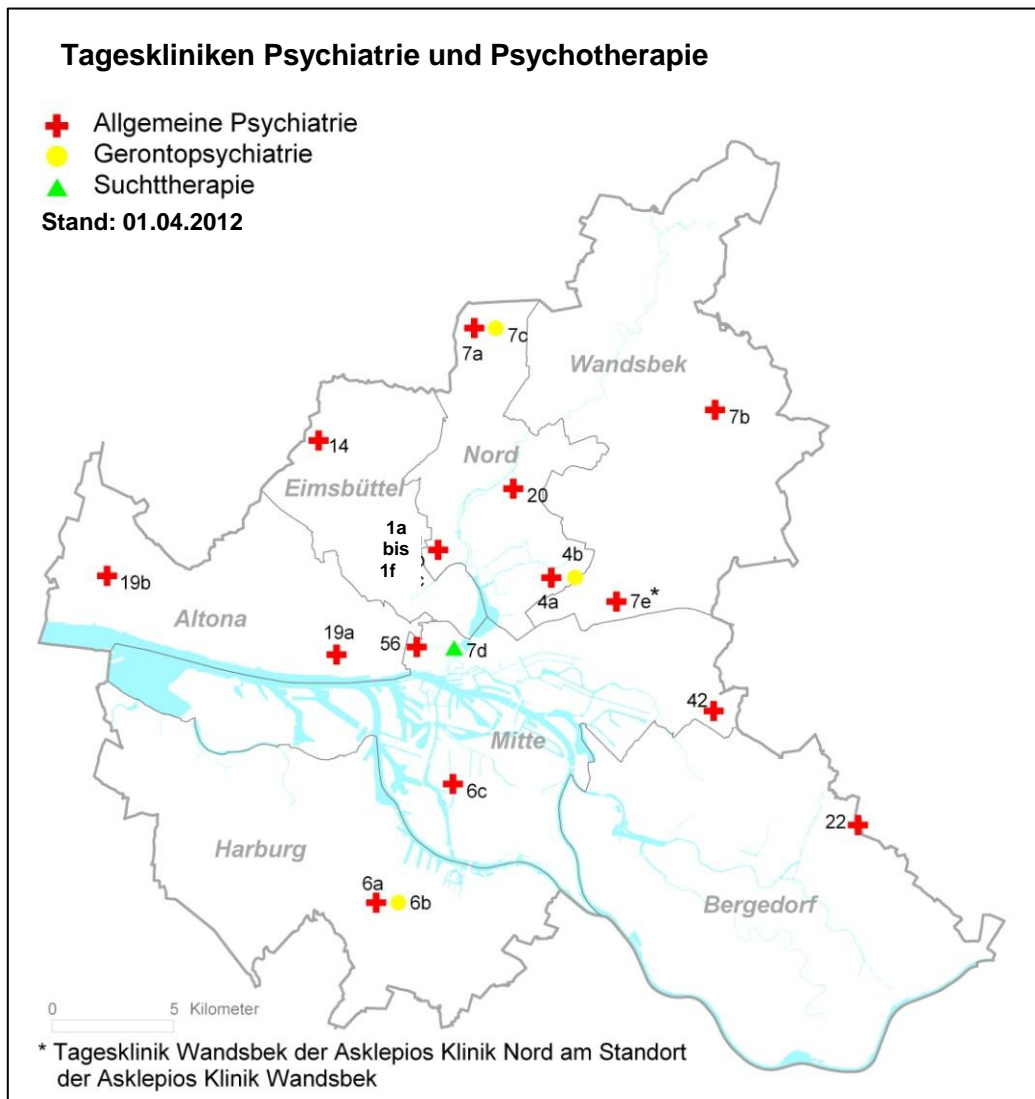 Tageskliniken Psychiatrie und Psychotherapie
Allgemeine Psychiatrie
Gerontopsychiatrie
Suchttherapie
Stand: 01.04.2012
7c
7a
Wandsbek
7b
14
Nord
Eimsbüttel
20
1a
bis
1f
c
4b
19b
4a
7e*
Altona
19a
56
7d
42
Mitte
6c
22
Harburg
6a
6b
Bergedorf
0 5 Kilometer
* Tagesklinik Wandsbek der Asklepios Klinik Nord am Standort
der Asklepios Klinik Wandsbek